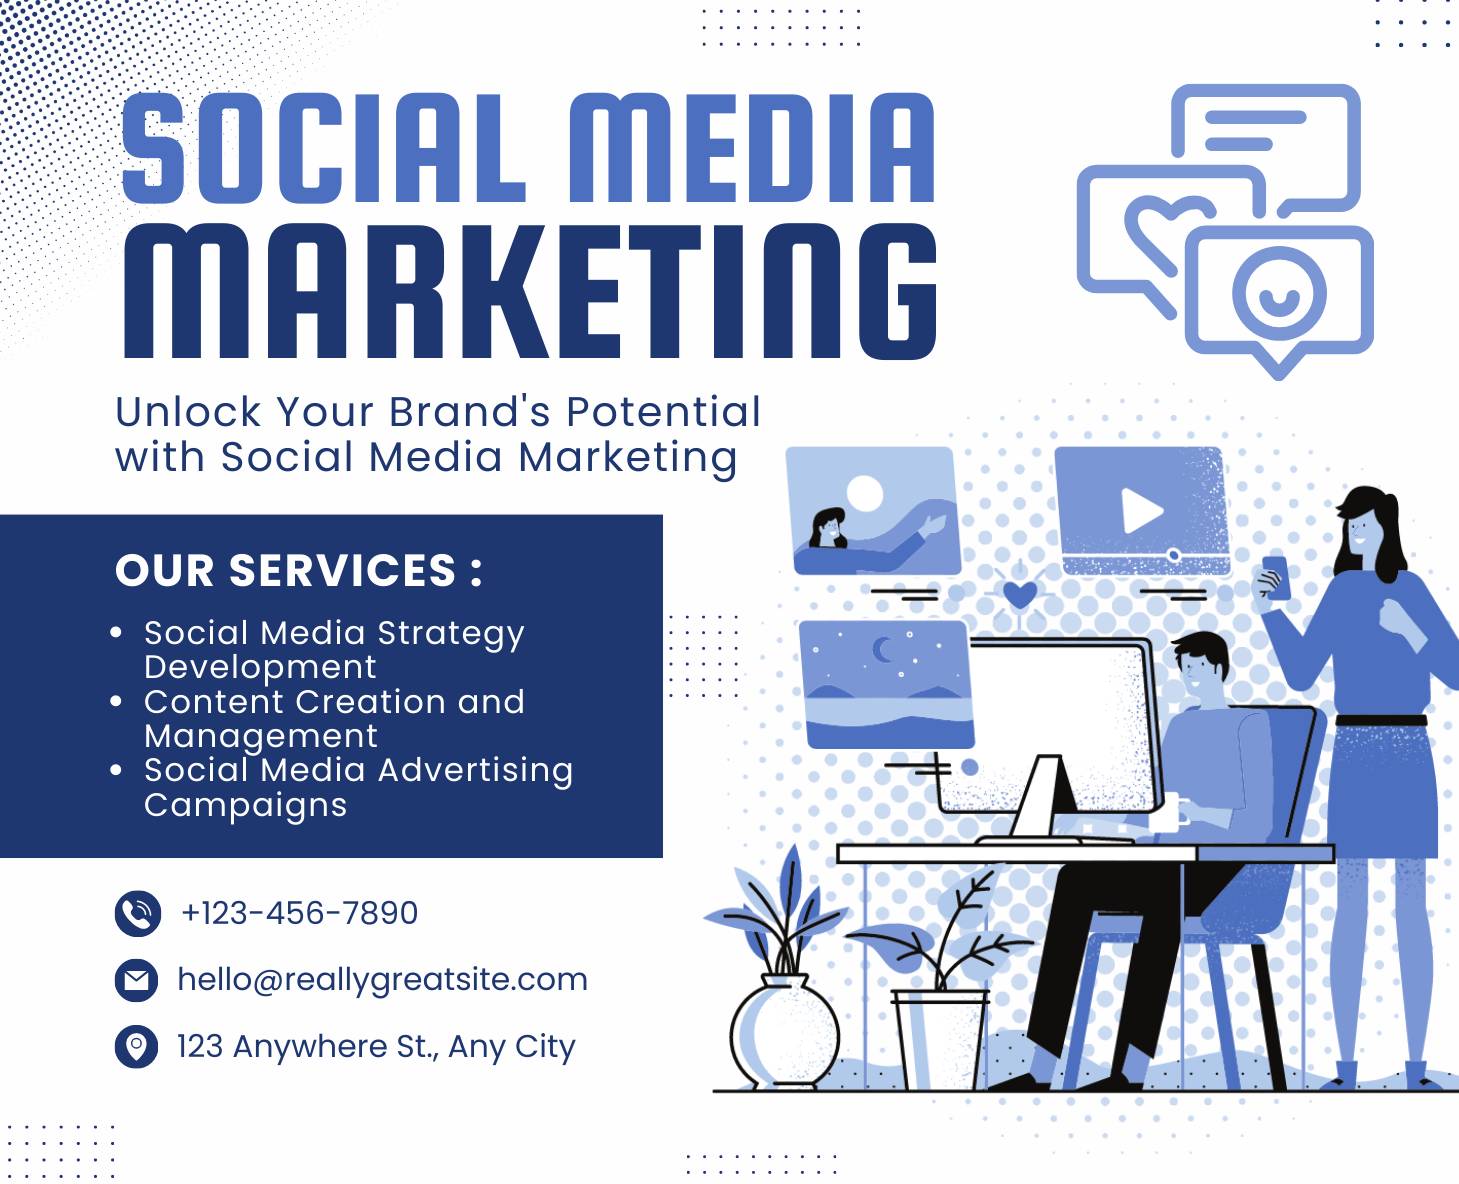 SOCIAL MEDIA
MARKETING
Unlock Your Brand's Potential
with Social Media Marketing
OUR SERVICES :
• Social Media Strategy
Development
• Content Creation and
Management
• Social Media Advertising
Campaigns
+123-456-7890
hello@reallygreatsite.com
123 Anywhere St., Any City